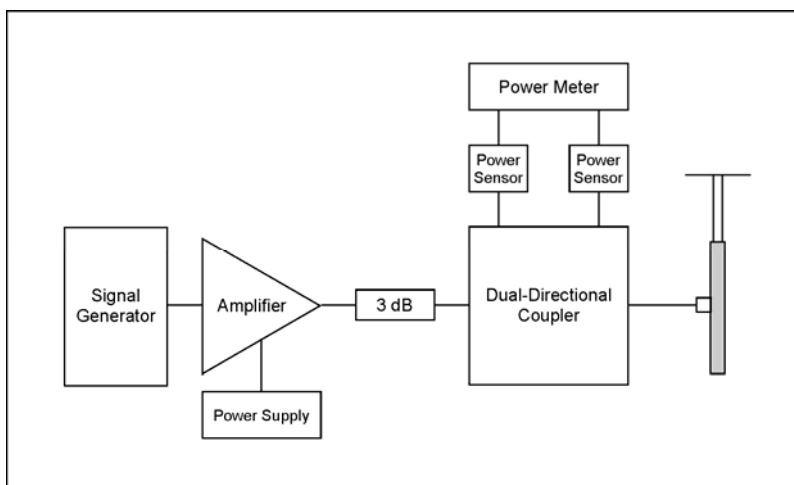 Power Meter
Power
Sensor
Power
Sensor
Signal
Generator
Amplifier
3 dB
Dual-Directional
Coupler
Power Supply